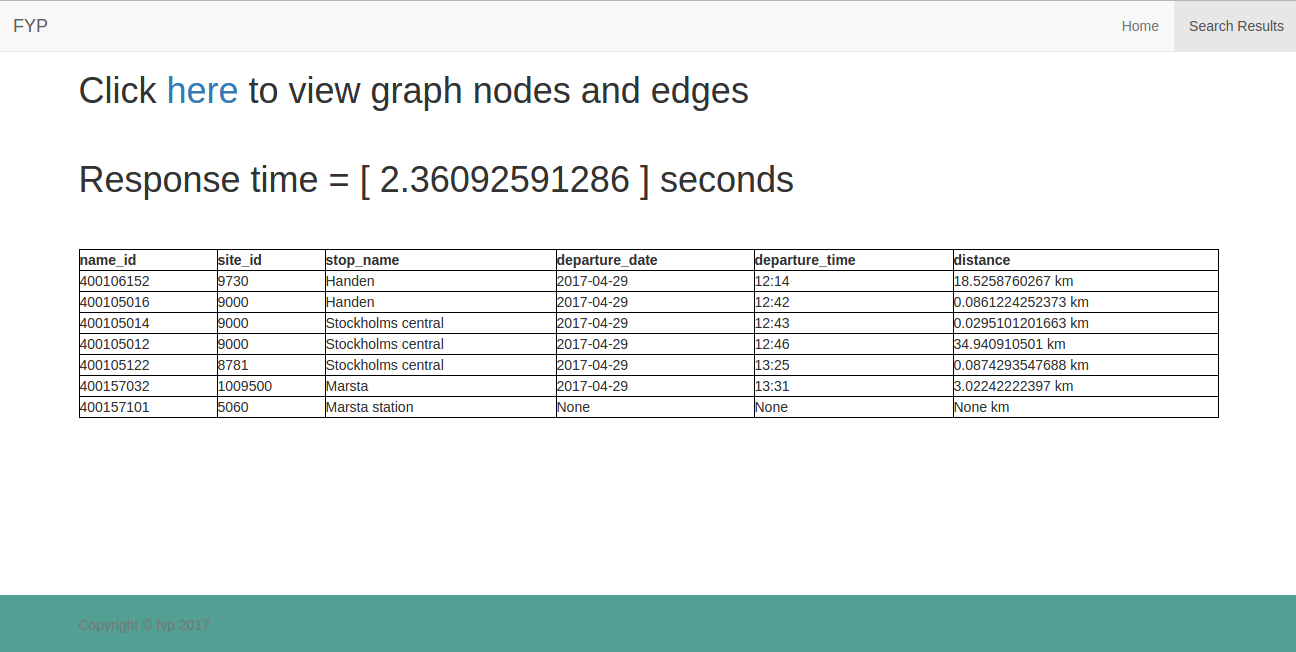 FYP Home Search Results
Click here to view graph nodes and edges
Response time = [ 2.36092591286 ] seconds
name_id site_id stop_name departure_date departure_time distance
400106152 9730 Handen 2017-04-29 12:14 18.5258760267 km
400105016 9000 Handen 2017-04-29 12:42 0.0861224252373 km
400105014 9000 Stockholms central 2017-04-29 12:43 0.0295101201663 km
400105012 9000 Stockholms central 2017-04-29 12:46 34.940910501 km
400105122 8781 Stockholms central 2017-04-29 13:25 0.0874293547688 km
400157032 1009500 Marsta 2017-04-29 13:31 3.02242222397 km
400157101 5060 Marsta station None None None km
Copyright © fyp 2017